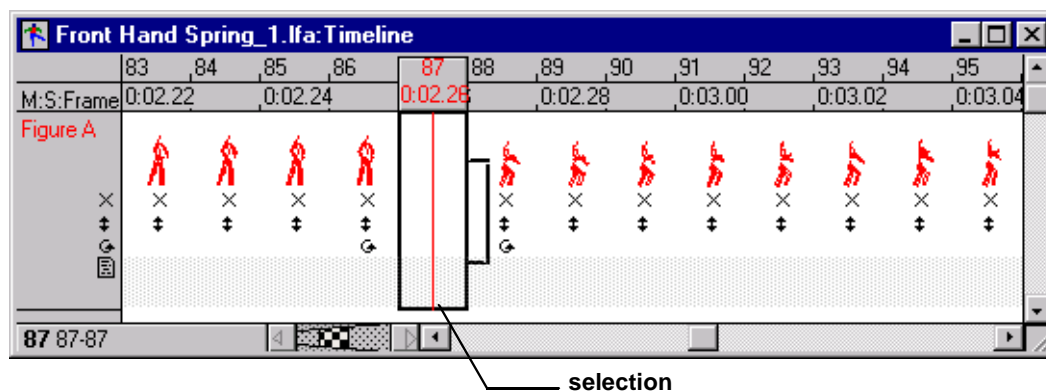 Front Hand Spring_1.lfa:Timeline
83 84 85 86 87 88 89 90 91 92 93 94 95
M:S:Frame 0:02.22 0:02.24 0:02.26 0:02.28 0:03.00 0:03.02 0:03.04
Figure A
87 87-87
selection